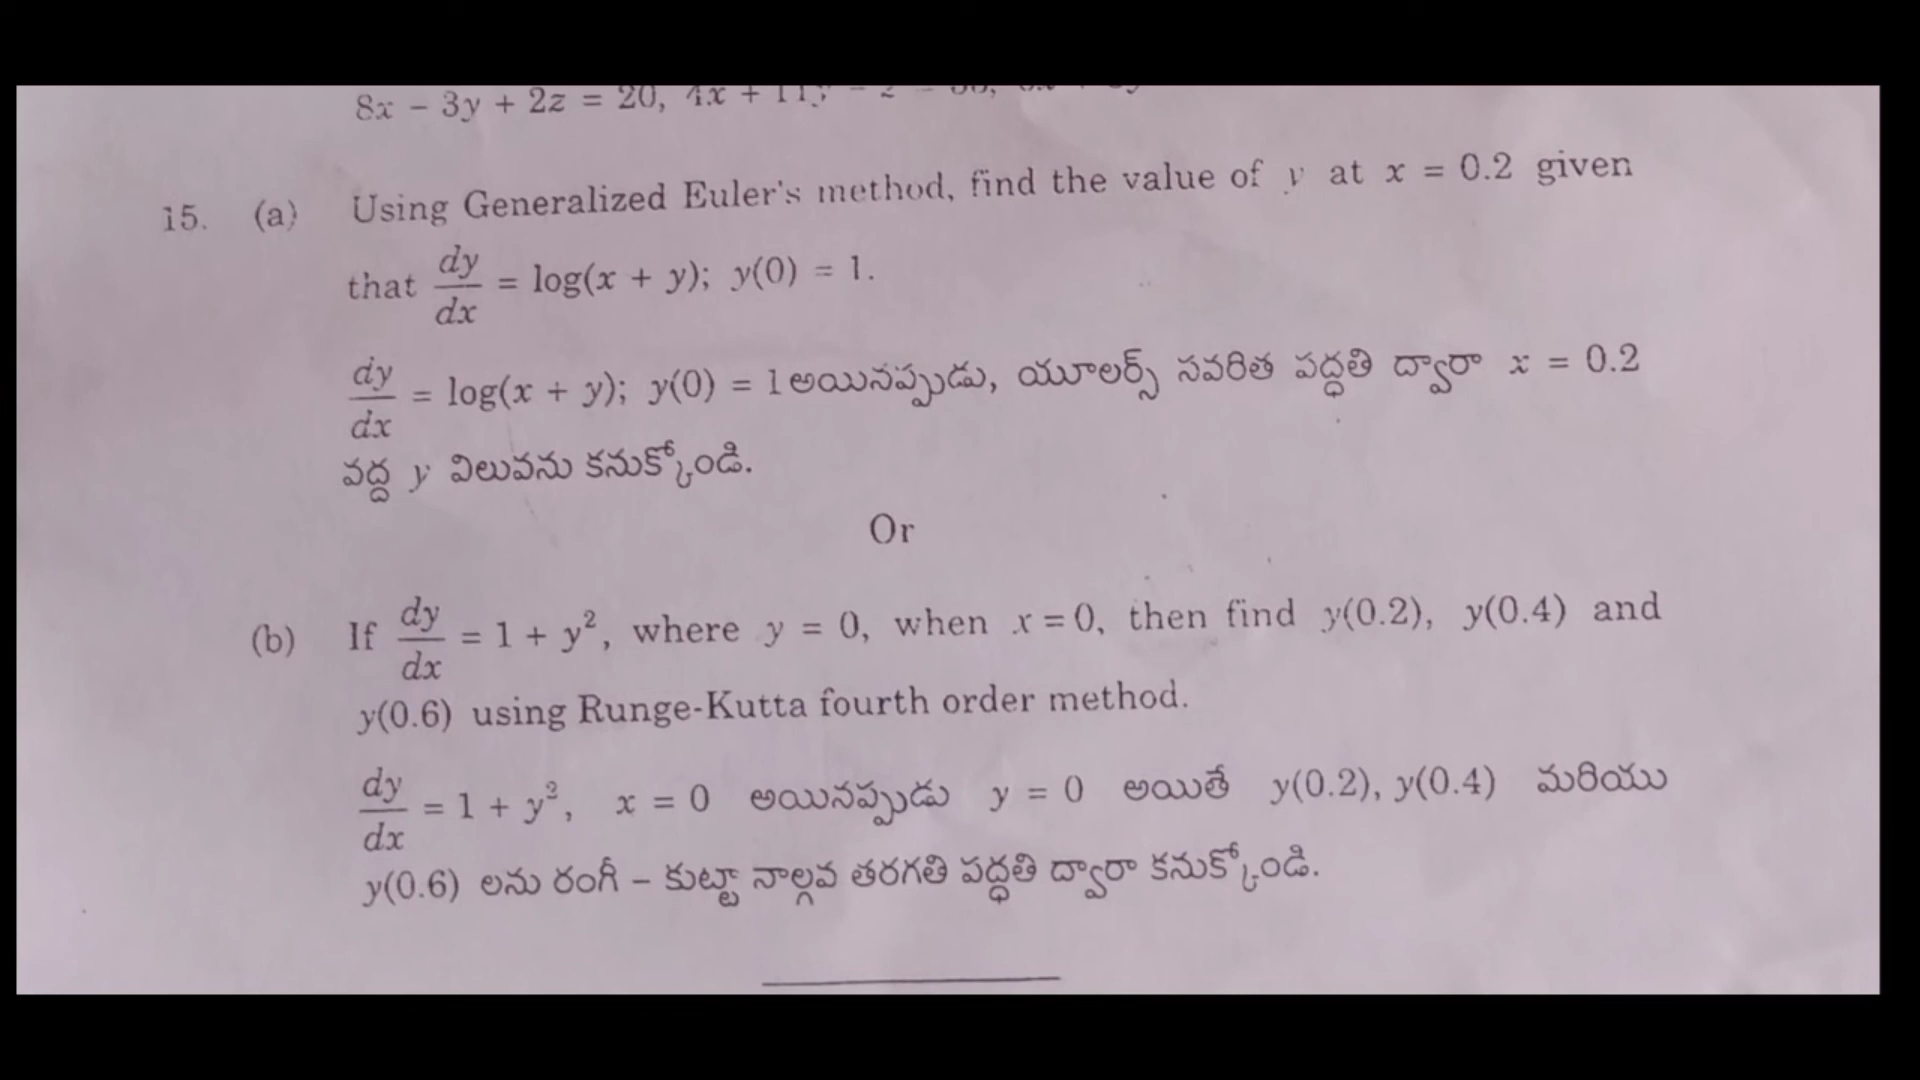 8x − 3y + 2z = 20, 4x + 11y −
15. (a) Using Generalized Euler's method, find the value of y at x = 0.2 given
that dy/dx = log(x + y); y(0) = 1.
dy/dx = log(x + y); y(0) = 1 అయినప్పుడు, యూలర్స్ సవరిత పద్ధతి ద్వారా x = 0.2
వద్ద y విలువను కనుక్కోండి.
Or
(b) If dy/dx = 1 + y², where y = 0, when x = 0, then find y(0.2), y(0.4) and
y(0.6) using Runge-Kutta fourth order method.
dy/dx = 1 + y², x = 0 అయినప్పుడు y = 0 అయితే y(0.2), y(0.4) మరియు
y(0.6) లను రంగీ – కుట్టా నాల్గవ తరగతి పద్ధతి ద్వారా కనుక్కోండి.